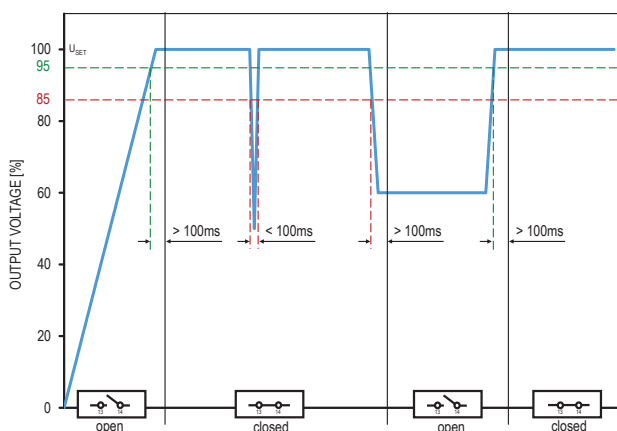 OUTPUT VOLTAGE [%]
100
U_SET
95
85
80
60
> 100ms
< 100ms
> 100ms
> 100ms
40
20
0
13 14
13 14
13 14
13 14
open
closed
open
closed